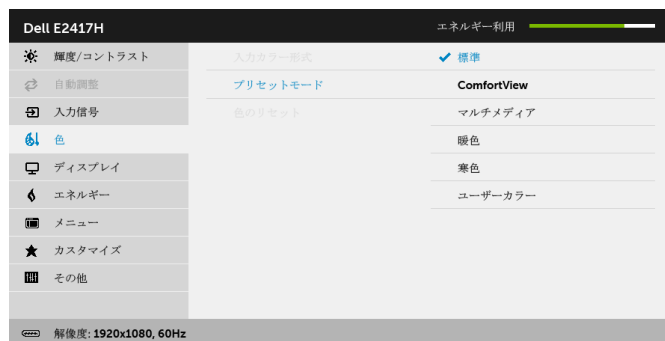 Dell E2417H
エネルギー利用
輝度/コントラスト
入力カラー形式
標準
自動調整
プリセットモード
ComfortView
入力信号
色のリセット
マルチメディア
色
暖色
ディスプレイ
寒色
エネルギー
ユーザーカラー
メニュー
カスタマイズ
その他
解像度: 1920x1080, 60Hz